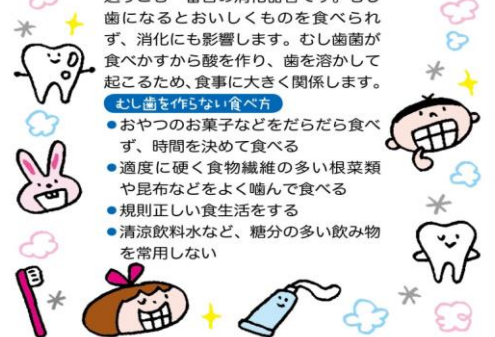 歯になるとおいしくものを食べられ
ず、消化にも影響します。むし歯菌が
食べかすから酸を作り、歯を溶かして
起こるため、食事に大きく関係します。
むし歯を作らない食べ方
●おやつのお菓子などをだらだら食べ
ず、時間を決めて食べる
●適度に硬く食物繊維の多い根菜類
や昆布などをよく噛んで食べる
●規則正しい食生活をする
●清涼飲料水など、糖分の多い飲み物
を常用しない